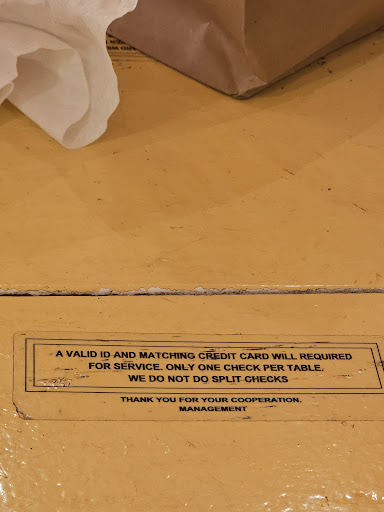 A VALID ID AND MATCHING CREDIT CARD WILL REQUIRED
FOR SERVICE. ONLY ONE CHECK PER TABLE.
WE DO NOT DO SPLIT CHECKS
THANK YOU FOR YOUR COOPERATION.
MANAGEMENT